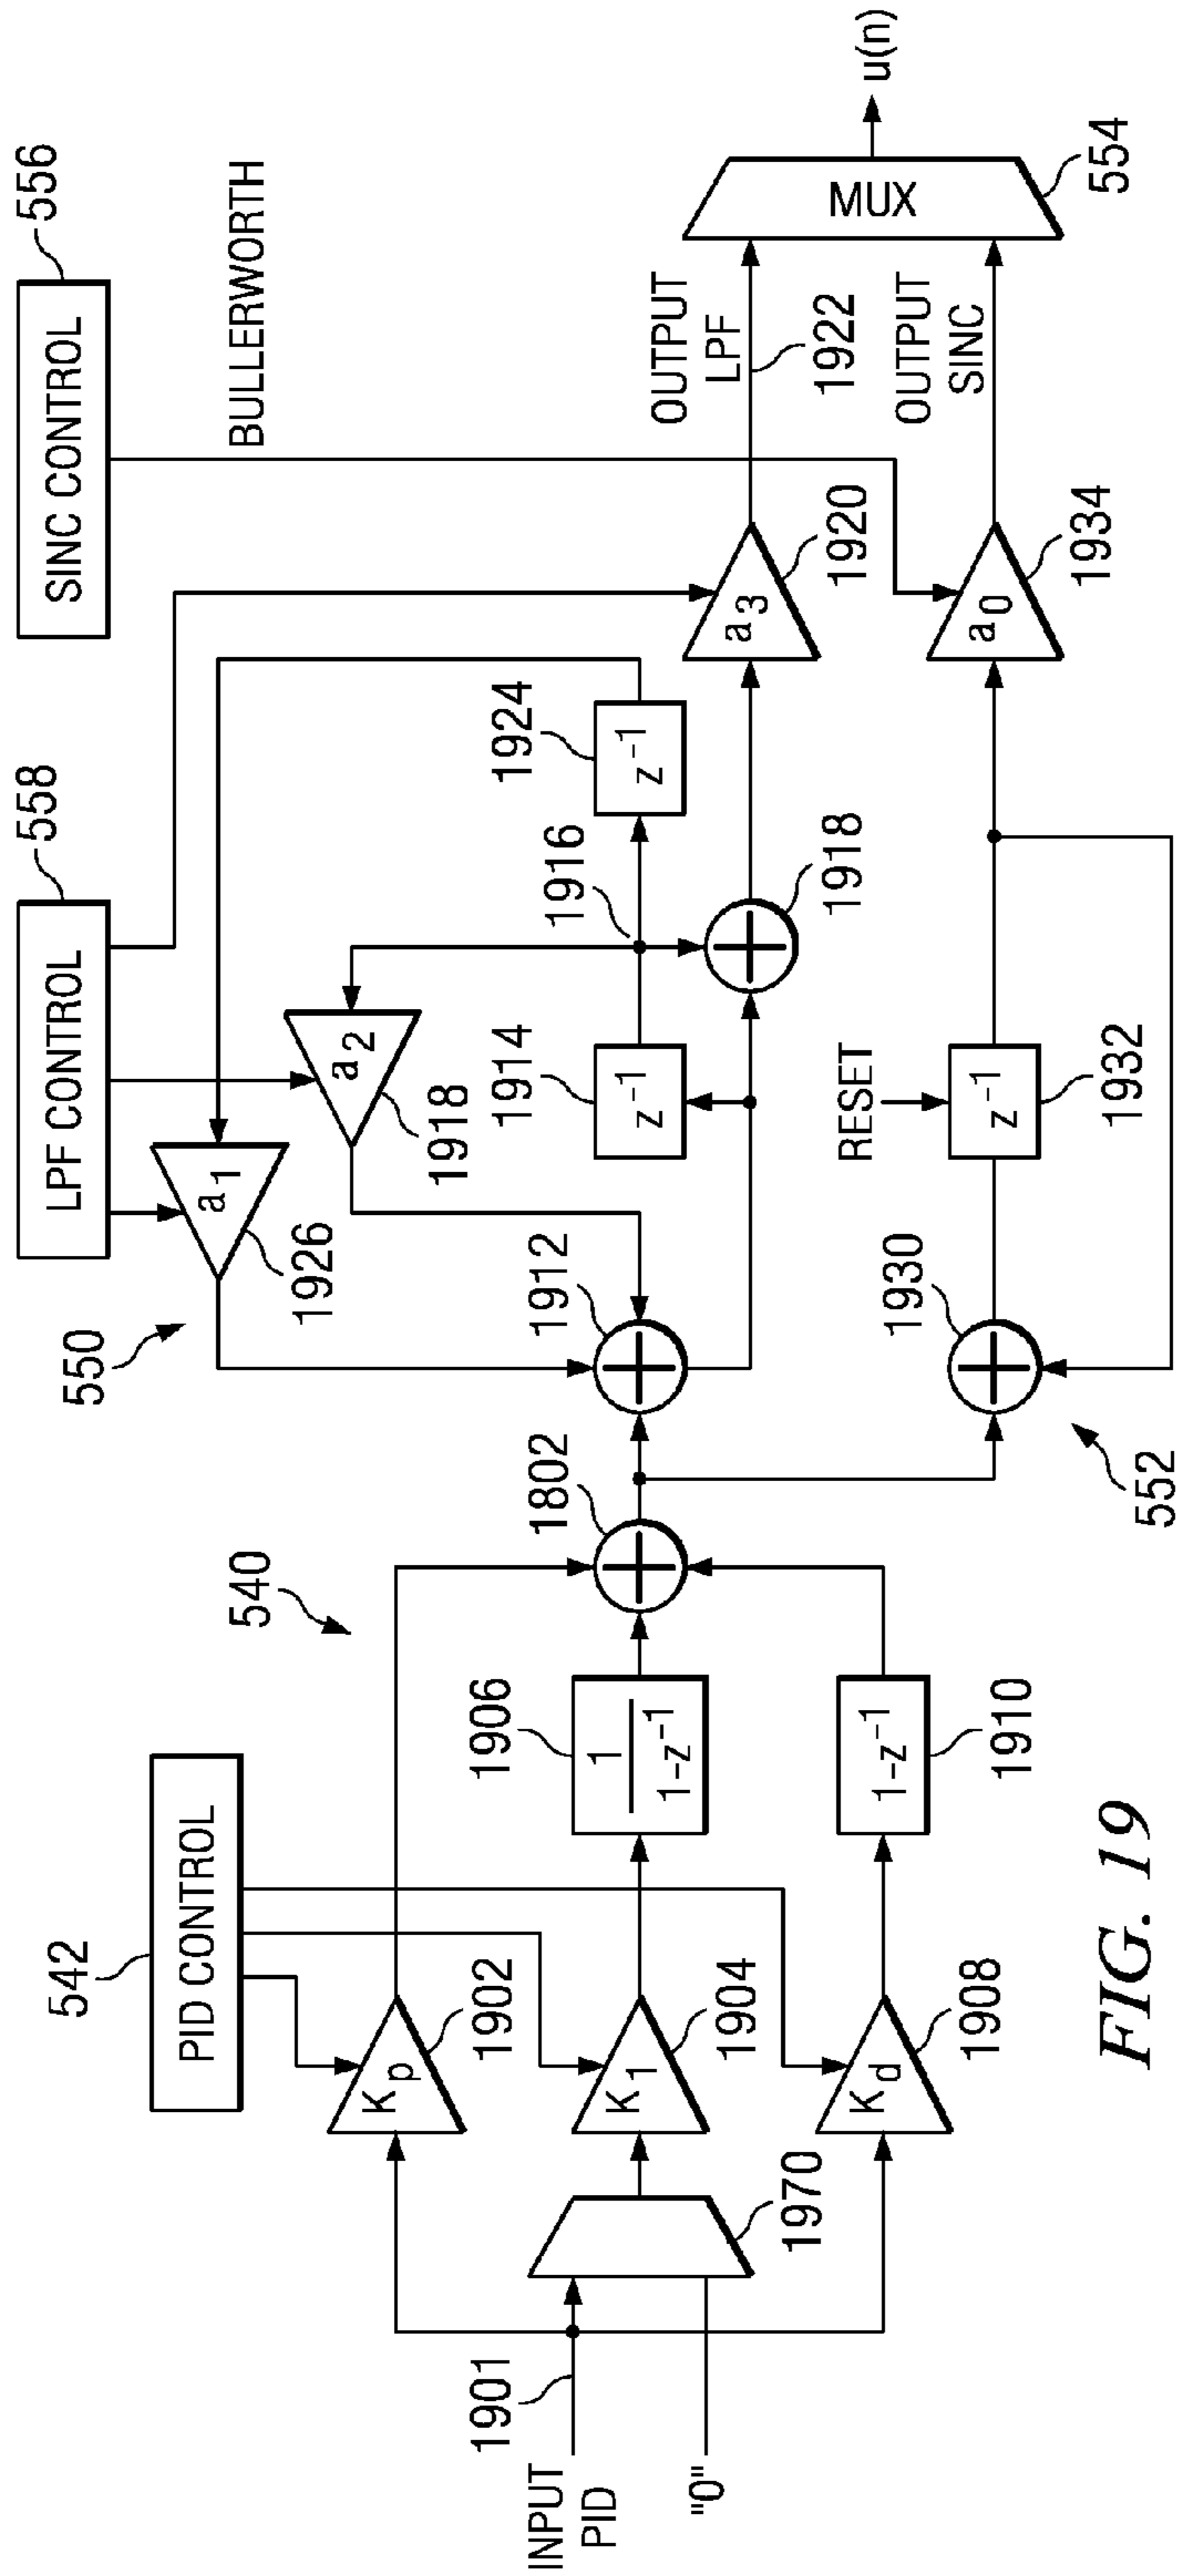 542
PID CONTROL
540
550
LPF CONTROL
558
SINC CONTROL
556
BULLERWORTH
a1
1926
a2
1918
Kp
1902
1906
1
1-z⁻¹
1802
1912
1914
z⁻¹
1916
1924
z⁻¹
1918
a3
1920
OUTPUT
LPF
1922
MUX
u(n)
554
INPUT
PID
1901
"0"
1970
K1
1904
Kd
1908
1-z⁻¹
1910
552
1930
RESET
z⁻¹
1932
a0
1934
OUTPUT
SINC
FIG. 19